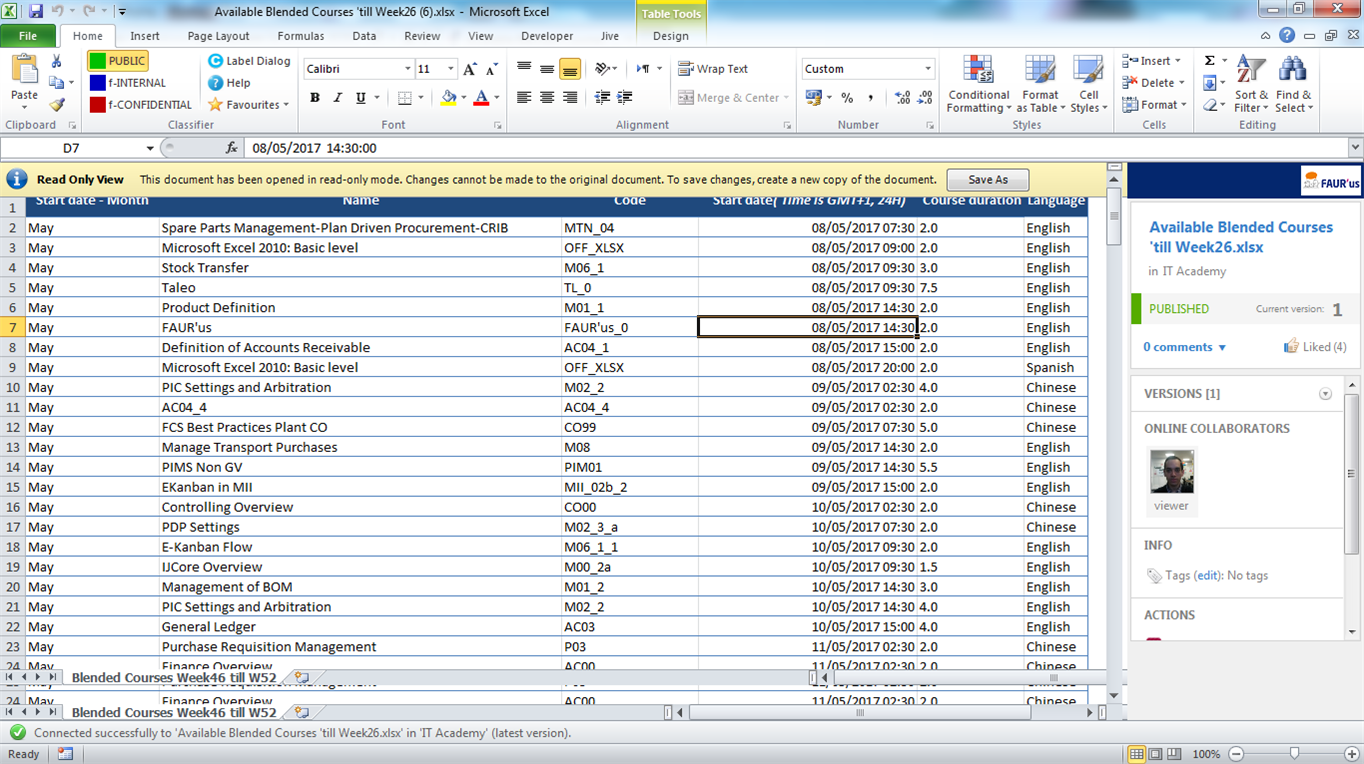 Available Blended Courses 'till Week26 (6).xlsx - Microsoft Excel
Table Tools
File Home Insert Page Layout Formulas Data Review View Developer Jive Design
Paste
PUBLIC
f-INTERNAL
f-CONFIDENTIAL
Label Dialog
Help
Favourites
Calibri 11
B I U
Wrap Text
Merge & Center
Custom
% ,
Conditional Formatting
Format as Table
Cell Styles
Insert
Delete
Format
Sort & Filter
Find & Select
Clipboard Classifier Font Alignment Number Styles Cells Editing
D7 fx 08/05/2017 14:30:00
Read Only View This document has been opened in read-only mode. Changes cannot be made to the original document. To save changes, create a new copy of the document. Save As
1 Start date - Month Name Code Start date( Time is GMT+1, 24H) Course duration Language
2 May Spare Parts Management-Plan Driven Procurement-CRIB MTN_04 08/05/2017 07:30 2.0 English
3 May Microsoft Excel 2010: Basic level OFF_XLSX 08/05/2017 09:00 2.0 English
4 May Stock Transfer M06_1 08/05/2017 09:30 3.0 English
5 May Taleo TL_0 08/05/2017 09:30 7.5 English
6 May Product Definition M01_1 08/05/2017 14:30 2.0 English
7 May FAUR'us FAUR'us_0 08/05/2017 14:30 2.0 English
8 May Definition of Accounts Receivable AC04_1 08/05/2017 15:00 2.0 English
9 May Microsoft Excel 2010: Basic level OFF_XLSX 08/05/2017 20:00 2.0 Spanish
10 May PIC Settings and Arbitration M02_2 09/05/2017 02:30 4.0 Chinese
11 May AC04_4 AC04_4 09/05/2017 02:30 2.0 Chinese
12 May FCS Best Practices Plant CO CO99 09/05/2017 07:30 5.0 Chinese
13 May Manage Transport Purchases M08 09/05/2017 14:30 2.0 English
14 May PIMS Non GV PIM01 09/05/2017 14:30 5.5 English
15 May EKanban in MII MII_02b_2 09/05/2017 15:00 2.0 English
16 May Controlling Overview CO00 10/05/2017 02:30 2.0 Chinese
17 May PDP Settings M02_3_a 10/05/2017 07:30 2.0 Chinese
18 May E-Kanban Flow M06_1_1 10/05/2017 09:30 2.0 English
19 May IJCore Overview M00_2a 10/05/2017 09:30 1.5 English
20 May Management of BOM M01_2 10/05/2017 14:30 3.0 English
21 May PIC Settings and Arbitration M02_2 10/05/2017 14:30 4.0 English
22 May General Ledger AC03 10/05/2017 15:00 4.0 English
23 May Purchase Requisition Management P03 11/05/2017 02:30 2.0 Chinese
24 May Finance Overview AC00 11/05/2017 02:30 2.0 Chinese
Blended Courses Week46 till W52
24 May Finance Overview AC00 11/05/2017 02:30 2.0 Chinese
Blended Courses Week46 till W52
FAUR'us
Available Blended Courses
'till Week26.xlsx
in IT Academy
PUBLISHED Current version: 1
0 comments Liked (4)
VERSIONS [1]
ONLINE COLLABORATORS
viewer
INFO
Tags (edit): No tags
ACTIONS
Connected successfully to 'Available Blended Courses 'till Week26.xlsx' in 'IT Academy' (latest version).
Ready 100%